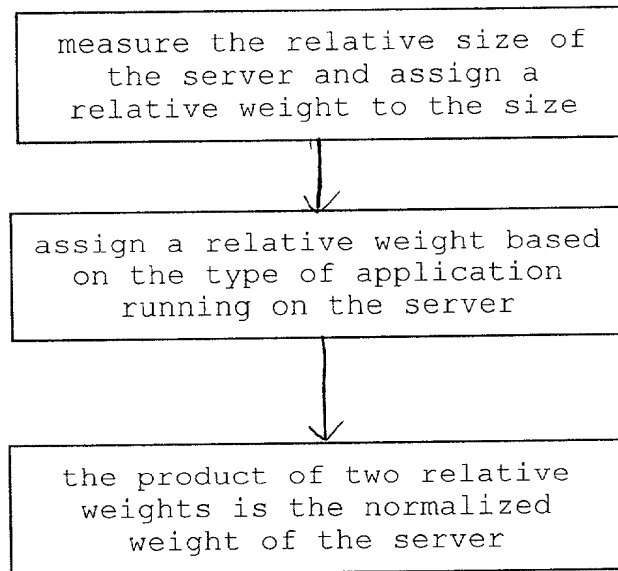 measure the relative size of
the server and assign a
relative weight to the size
assign a relative weight based
on the type of application
running on the server
the product of two relative
weights is the normalized
weight of the server